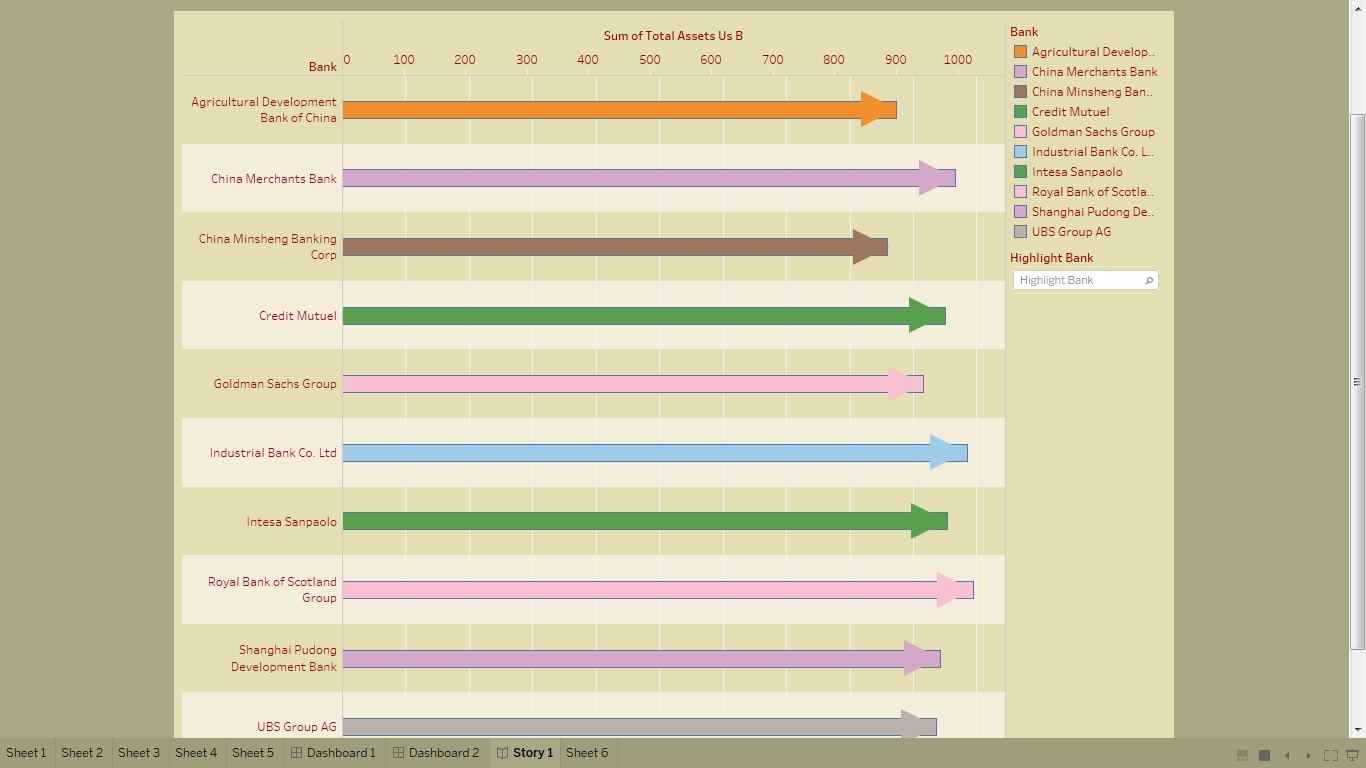 Sum of Total Assets Us B
Bank
0 100 200 300 400 500 600 700 800 900 1000
Agricultural Development
Bank of China
China Merchants Bank
China Minsheng Banking
Corp
Credit Mutuel
Goldman Sachs Group
Industrial Bank Co. Ltd
Intesa Sanpaolo
Royal Bank of Scotland
Group
Shanghai Pudong
Development Bank
UBS Group AG
Bank
Agricultural Develop..
China Merchants Bank
China Minsheng Ban..
Credit Mutuel
Goldman Sachs Group
Industrial Bank Co. L..
Intesa Sanpaolo
Royal Bank of Scotla..
Shanghai Pudong De..
UBS Group AG
Highlight Bank
Highlight Bank
Sheet 1 Sheet 2 Sheet 3 Sheet 4 Sheet 5 Dashboard 1 Dashboard 2 Story 1 Sheet 6